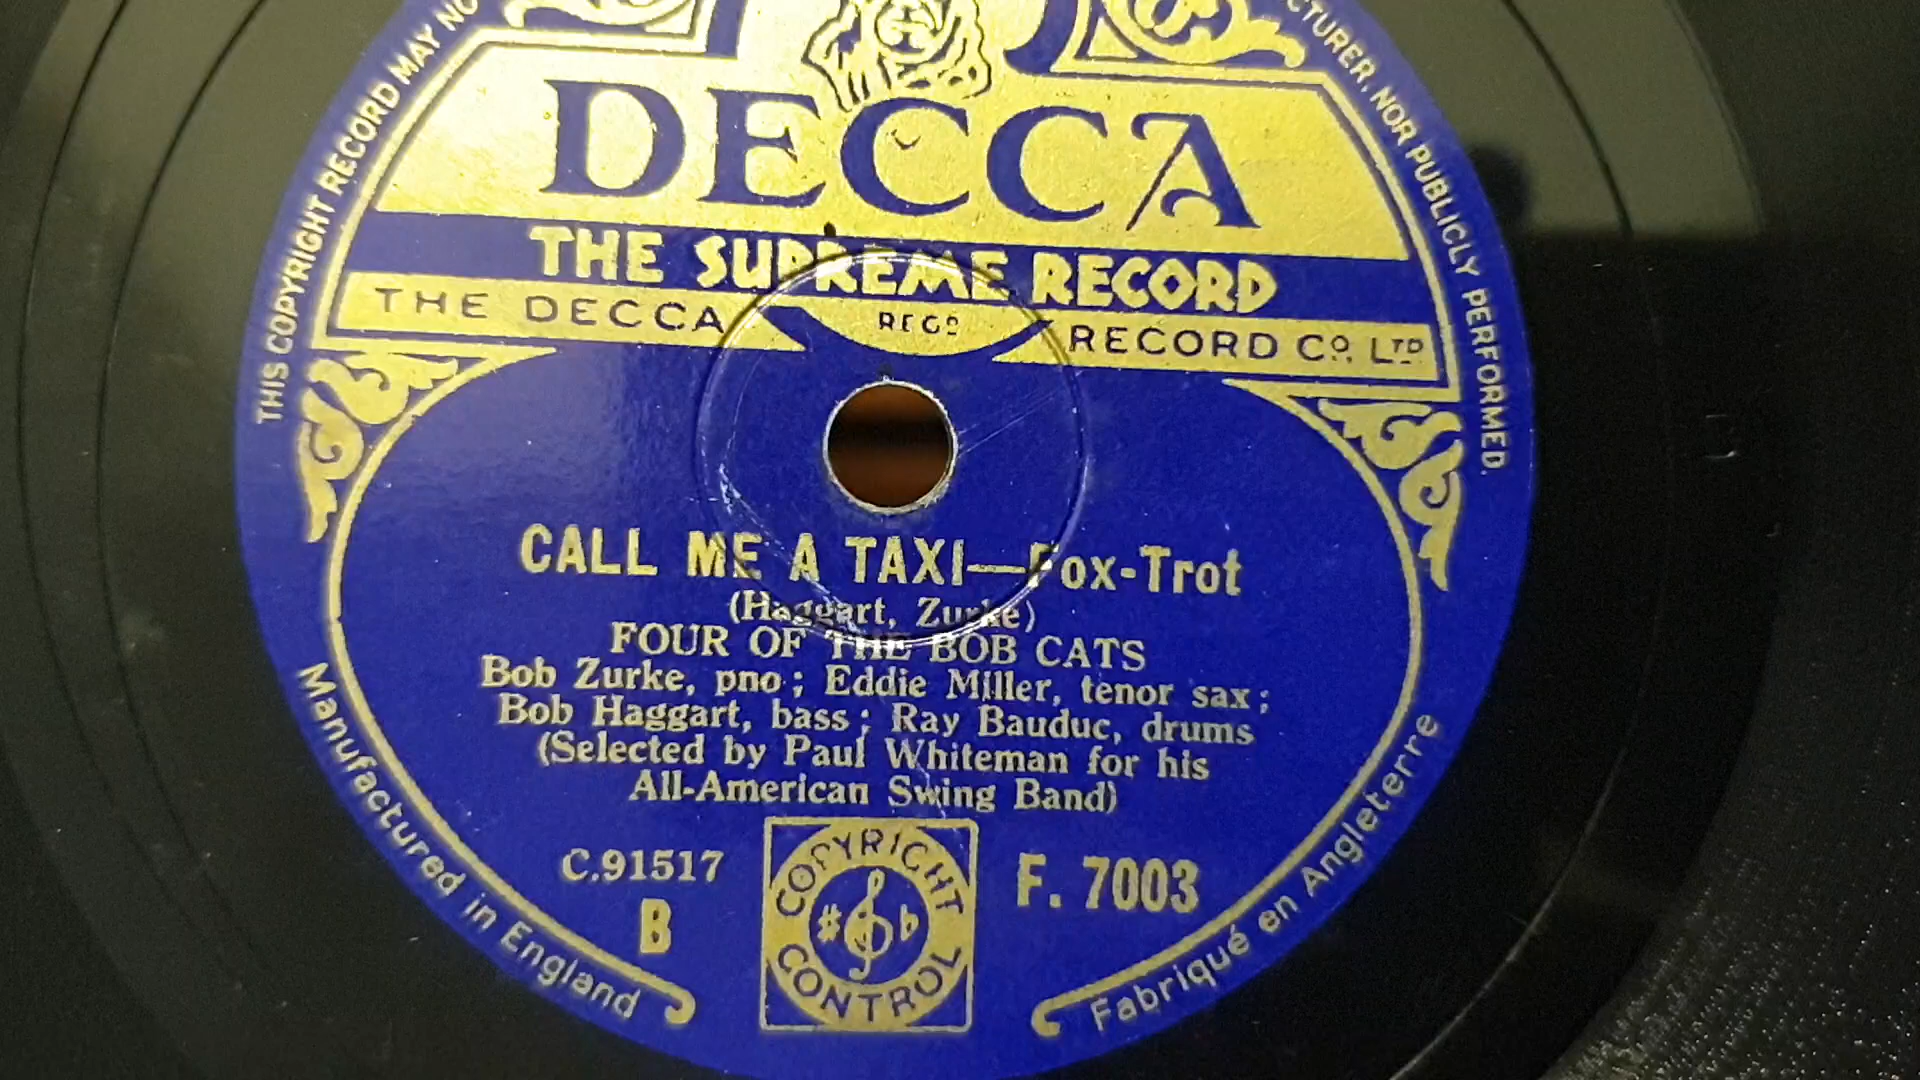 THIS COPYRIGHT RECORD MAY NO
CTURER, NOR PUBLICLY PERFORMED.
DECCA
THE SUPREME RECORD
THE DECCA REGD RECORD CO. LTD
CALL ME A TAXI—Fox-Trot
(Haggart, Zurke)
FOUR OF THE BOB CATS
Bob Zurke, pno; Eddie Miller, tenor sax;
Bob Haggart, bass; Ray Bauduc, drums
(Selected by Paul Whiteman for his
All-American Swing Band)
C.91517
B
COPYRIGHT
CONTROL
F. 7003
Manufactured in England
Fabriqué en Angleterre